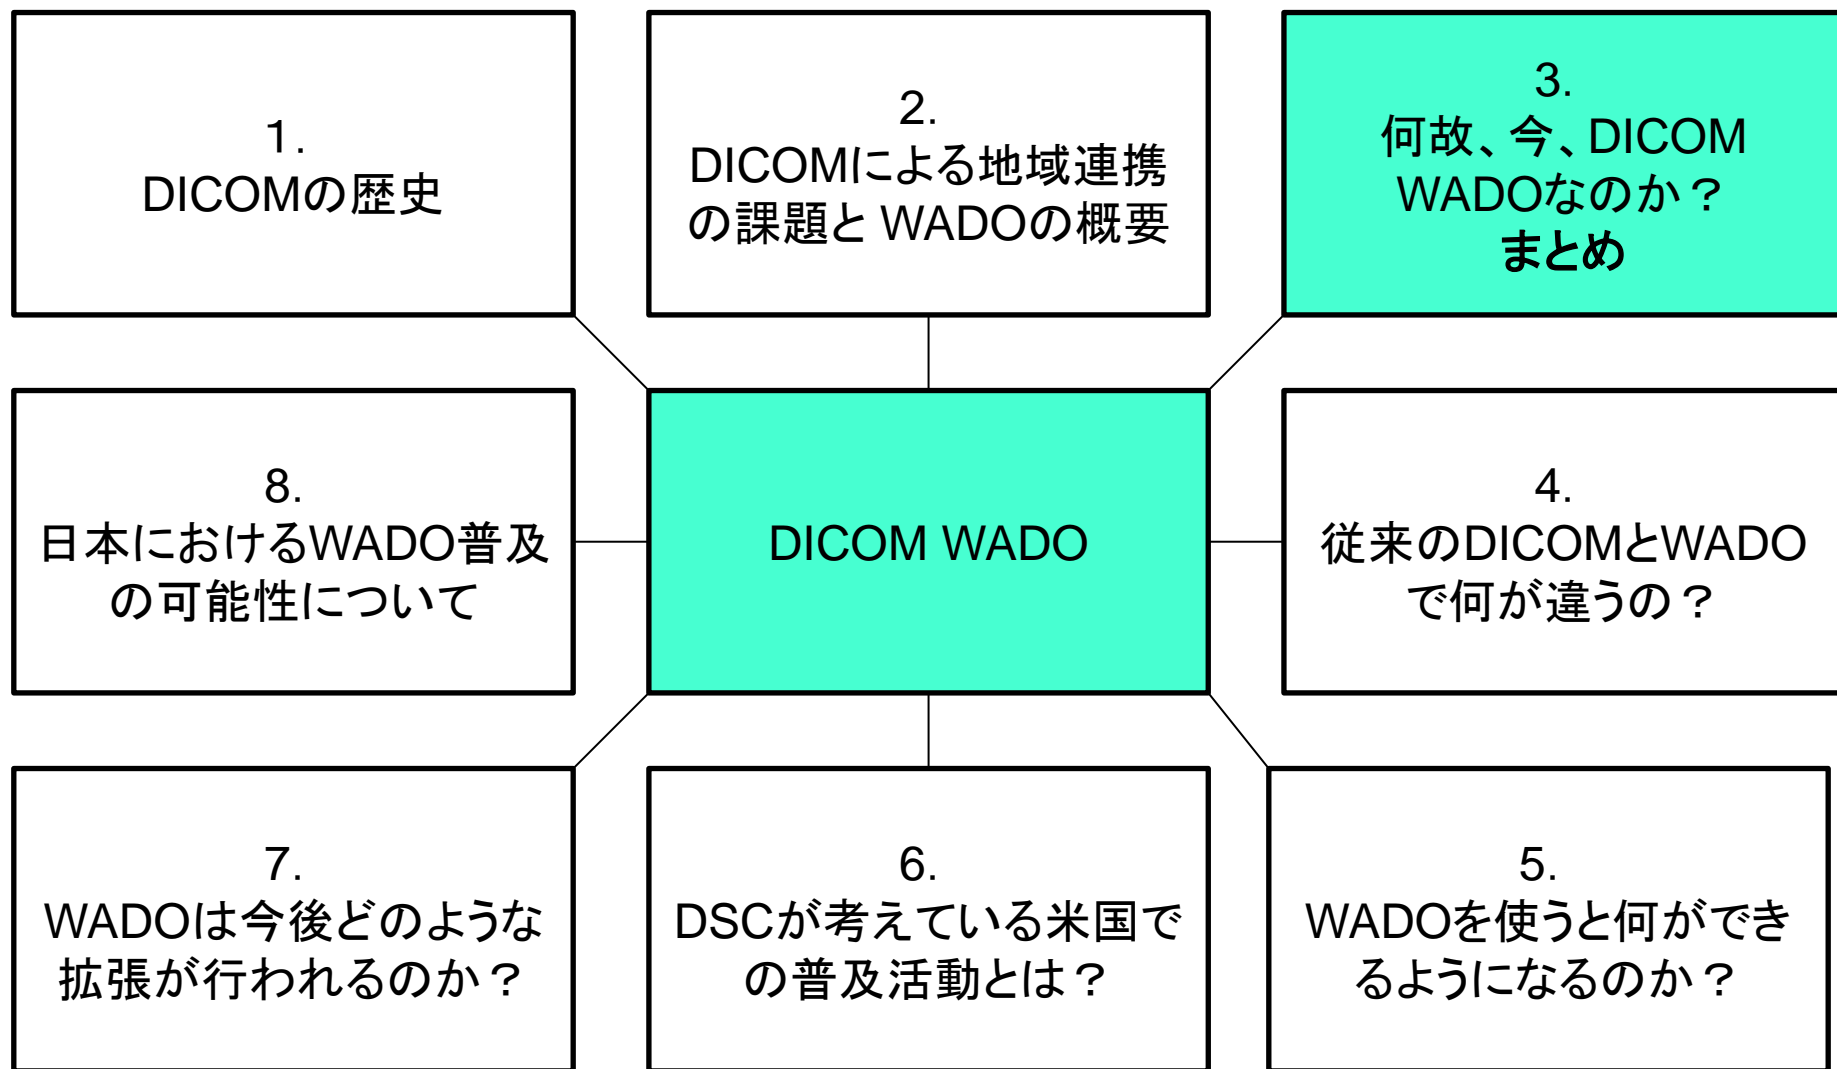 1.
DICOMの歴史
2.
DICOMによる地域連携
の課題と WADOの概要
3.
何故、今、DICOM
WADOなのか？
まとめ
8.
日本におけるWADO普及
の可能性について
DICOM WADO
4.
従来のDICOMとWADO
で何が違うの？
7.
WADOは今後どのような
拡張が行われるのか？
6.
DSCが考えている米国で
の普及活動とは？
5.
WADOを使うと何ができ
るようになるのか？